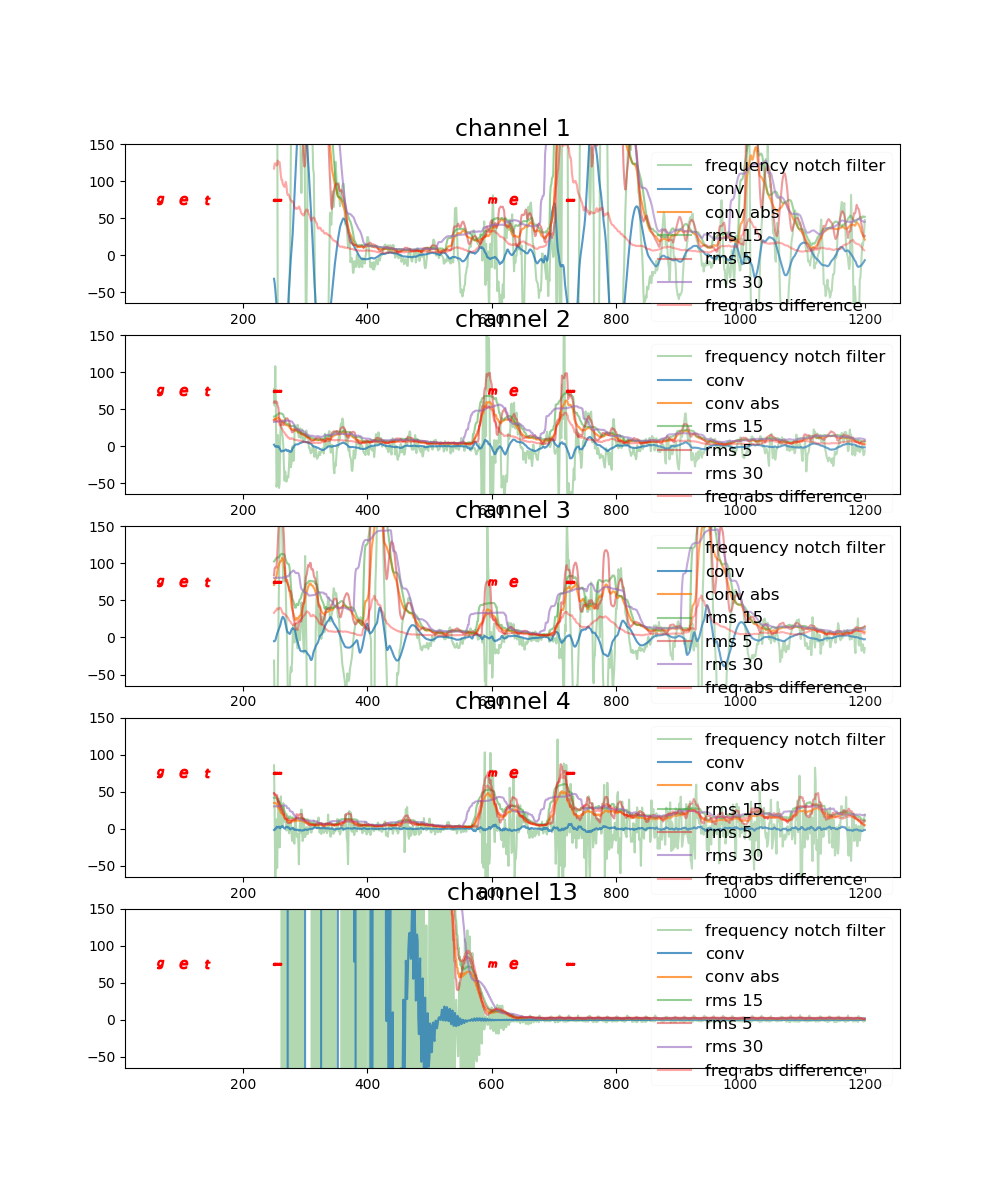 channel 1
150
100
50
0
−50
g e t - m e -
frequency notch filter
conv
conv abs
rms 15
rms 5
rms 30
freq abs difference
200 400 600 800 1000 1200
channel 2
150
100
50
0
−50
g e t - m e -
frequency notch filter
conv
conv abs
rms 15
rms 5
rms 30
freq abs difference
200 400 600 800 1000 1200
channel 3
150
100
50
0
−50
g e t - m e -
frequency notch filter
conv
conv abs
rms 15
rms 5
rms 30
freq abs difference
200 400 600 800 1000 1200
channel 4
150
100
50
0
−50
g e t - m e -
frequency notch filter
conv
conv abs
rms 15
rms 5
rms 30
freq abs difference
200 400 600 800 1000 1200
channel 13
150
100
50
0
−50
g e t - m e -
frequency notch filter
conv
conv abs
rms 15
rms 5
rms 30
freq abs difference
200 400 600 800 1000 1200